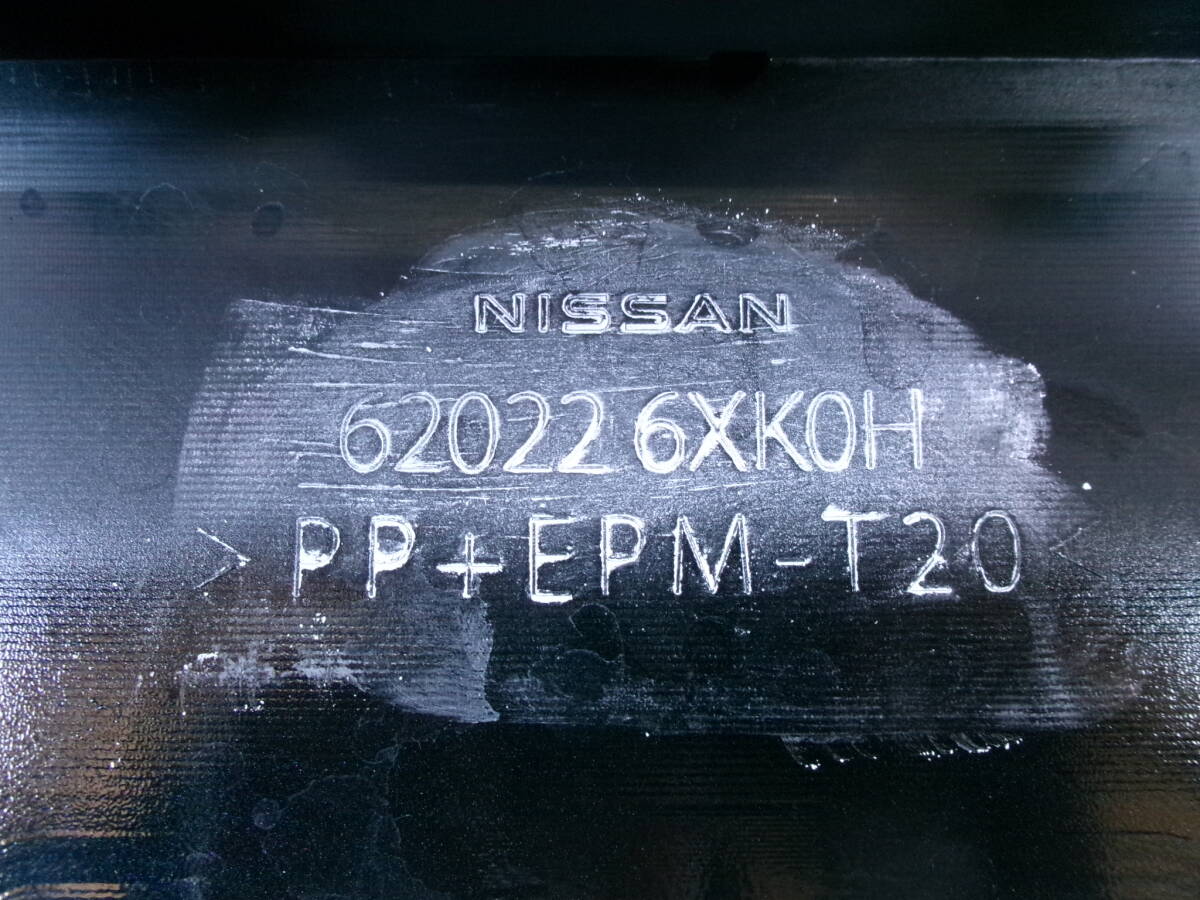 NISSAN
62022 6XK0H
>PP+EPM-T20<